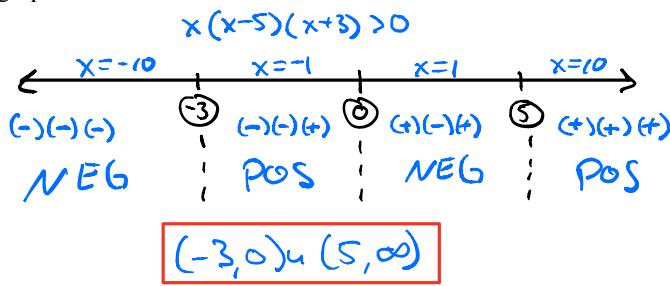 x(x-5)(x+3)>0
x=-10 x=-1 x=1 x=10
-3 0 5
(-)(-)(-) (-)(-)(+) (+)(-)(+) (+)(+)(+)
NEG POS NEG POS
(-3,0)∪(5,∞)